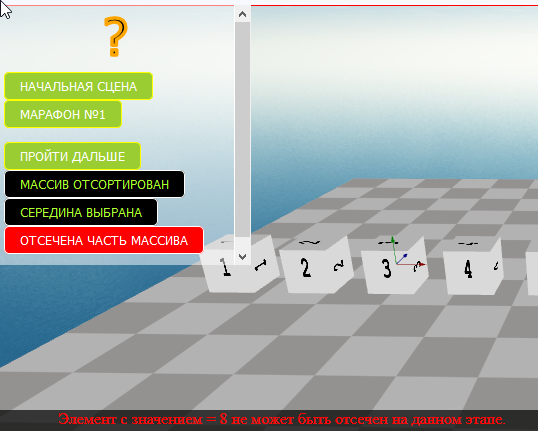 ?
НАЧАЛЬНАЯ СЦЕНА
МАРАФОН №1
ПРОЙТИ ДАЛЬШЕ
МАССИВ ОТСОРТИРОВАН
СЕРЕДИНА ВЫБРАНА
ОТСЕЧЕНА ЧАСТЬ МАССИВА
1 2 3 4
Элемент с значением – 8 не может быть отсечен на данном этапе.